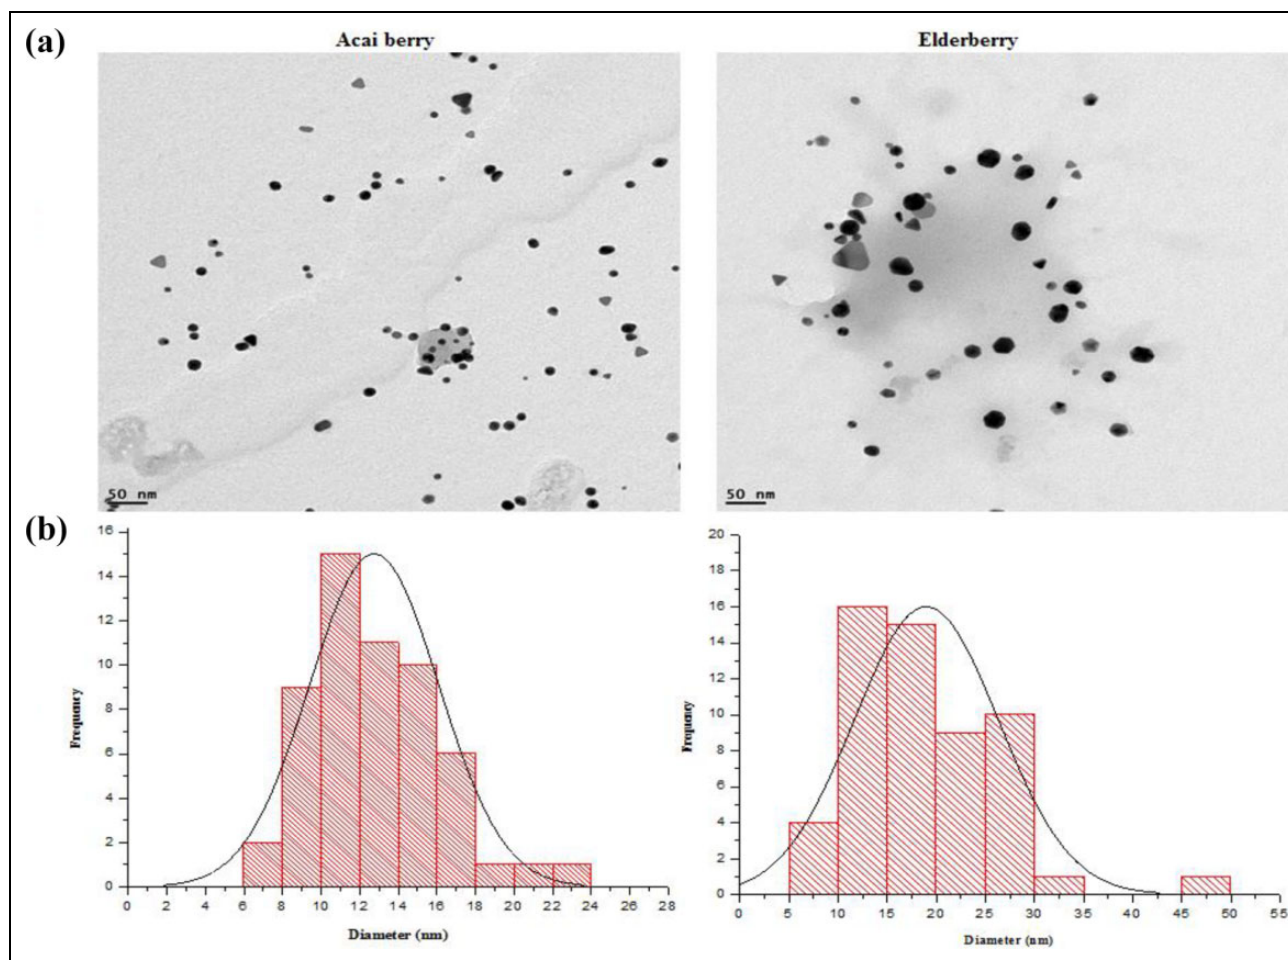 (a)
Acai berry
Elderberry
50 nm
50 nm
(b)
16
14
12
10
8
6
4
2
0
Frequency
0 2 4 6 8 10 12 14 16 18 20 22 24 26 28
Diameter (nm)
20
18
16
14
12
10
8
6
4
2
0
Frequency
0 5 10 15 20 25 30 35 40 45 50 55
Diameter (nm)